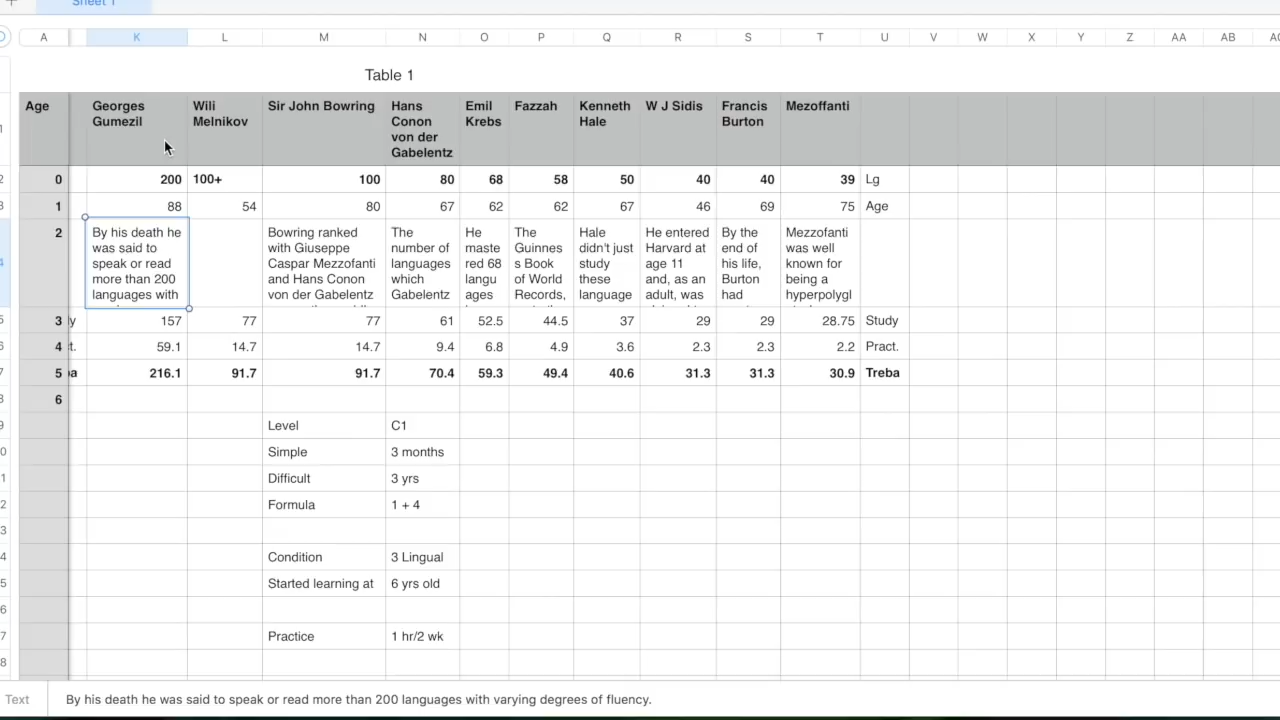 Sheet 1
A K L M N O P Q R S T U V W X Y Z AA AB
Table 1
Age Georges Gumezil Wili Melnikov Sir John Bowring Hans Conon von der Gabelentz Emil Krebs Fazzah Kenneth Hale W J Sidis Francis Burton Mezoffanti
0 200 100+ 100 80 68 58 50 40 40 39 Lg
1 88 54 80 67 62 62 67 46 69 75 Age
2
By his death he
was said to
speak or read
more than 200
languages with
Bowring ranked
with Giuseppe
Caspar Mezzofanti
and Hans Conon
von der Gabelentz
The
number of
languages
which
Gabelentz
He
maste
red 68
langu
ages
The
Guinnes
s Book
of World
Records,
Hale
didn't just
study
these
language
He entered
Harvard at
age 11
and, as an
adult, was
By the
end of
his life,
Burton
had
Mezzofanti
was well
known for
being a
hyperpolygl
3 ly 157 77 77 61 52.5 44.5 37 29 29 28.75 Study
4 t. 59.1 14.7 14.7 9.4 6.8 4.9 3.6 2.3 2.3 2.2 Pract.
5 a 216.1 91.7 91.7 70.4 59.3 49.4 40.6 31.3 31.3 30.9 Treba
6
Level C1
Simple 3 months
Difficult 3 yrs
Formula 1 + 4
Condition 3 Lingual
Started learning at 6 yrs old
Practice 1 hr/2 wk
Text By his death he was said to speak or read more than 200 languages with varying degrees of fluency.